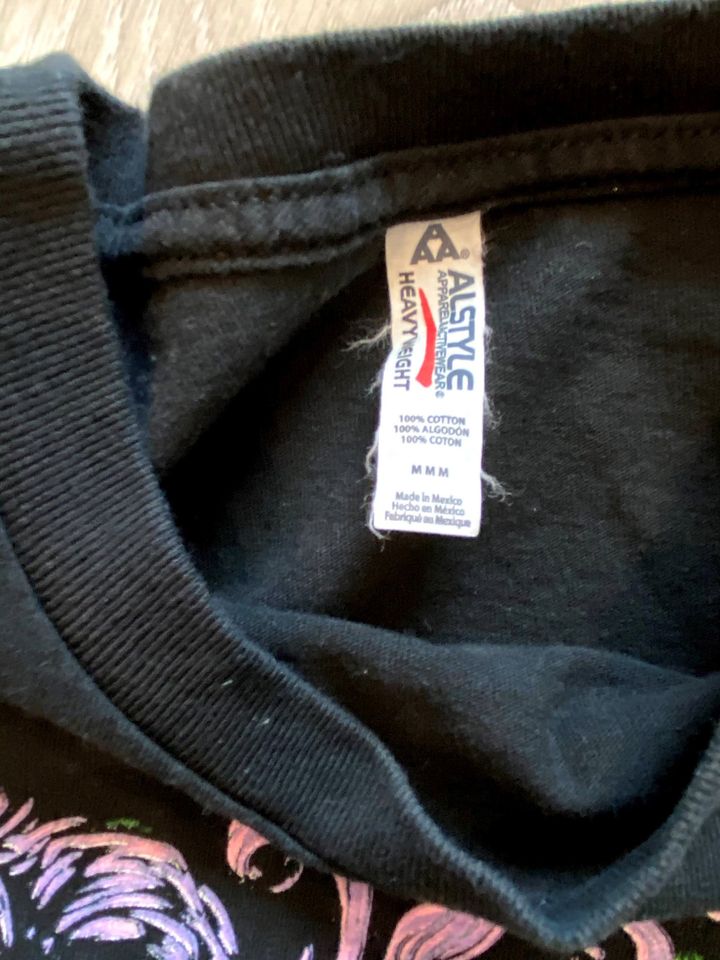 AAA®
ALSTYLE
APPAREL & ACTIVEWEAR®
HEAVYWEIGHT
100% COTTON
100% ALGODÓN
100% COTON
M M M
Made in Mexico
Hecho en México
Fabriqué au Mexique